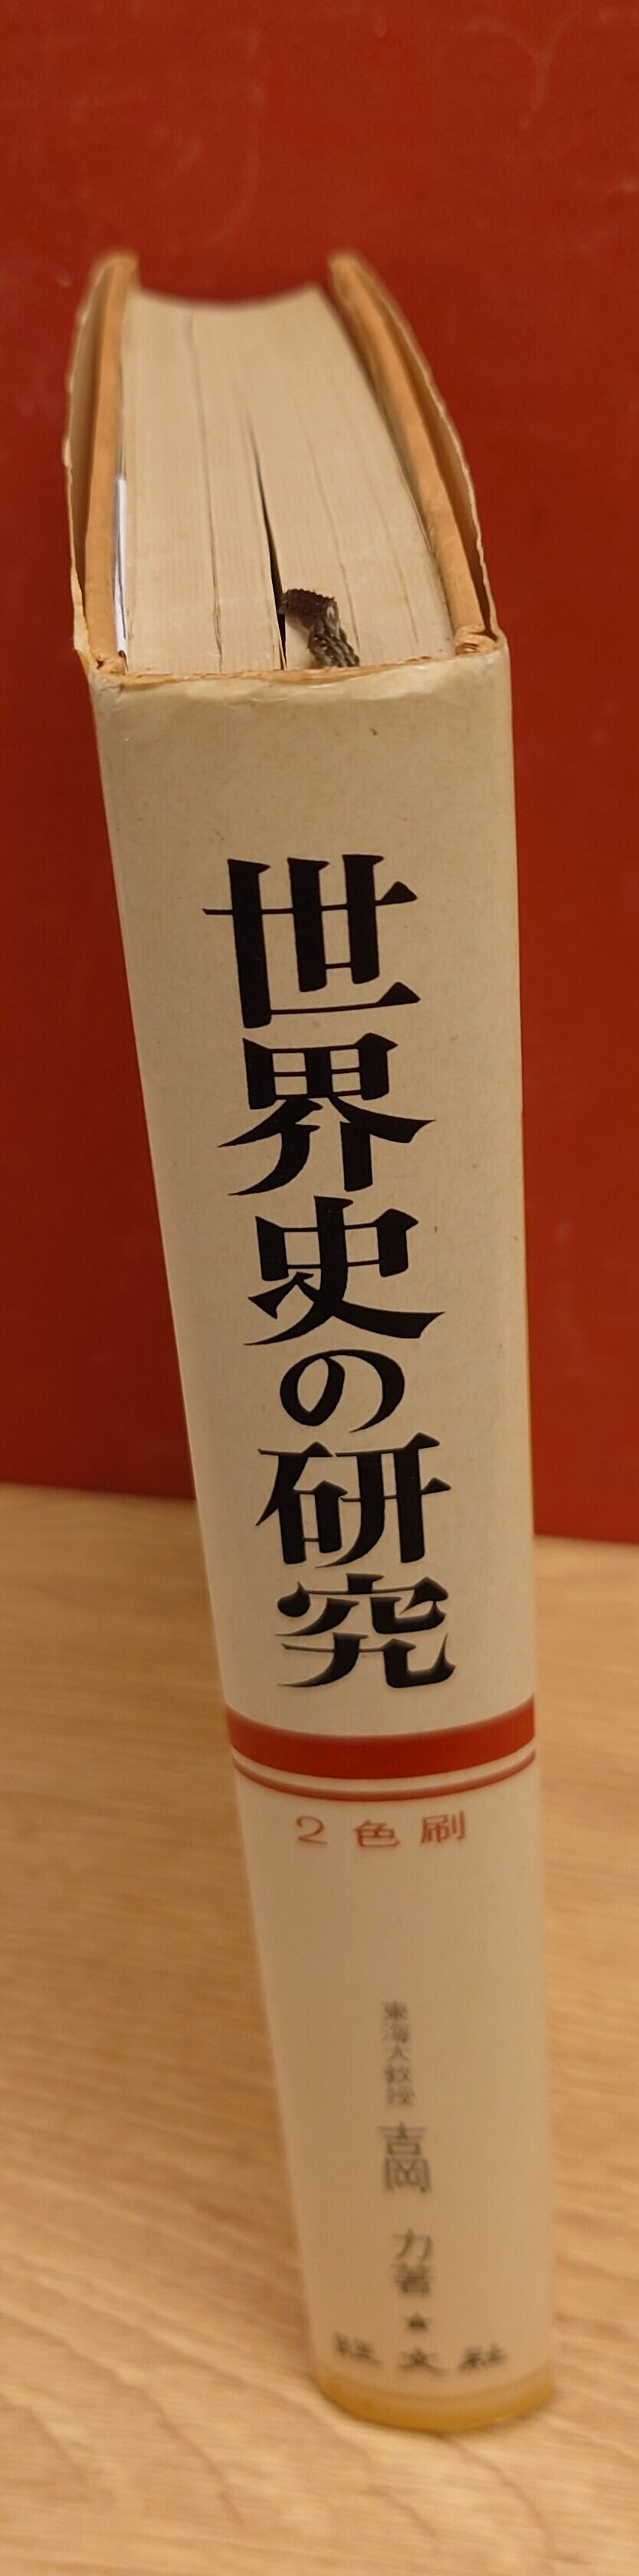 世界史の研究
2色刷
東海大教授 吉岡 力著
★
旺文社